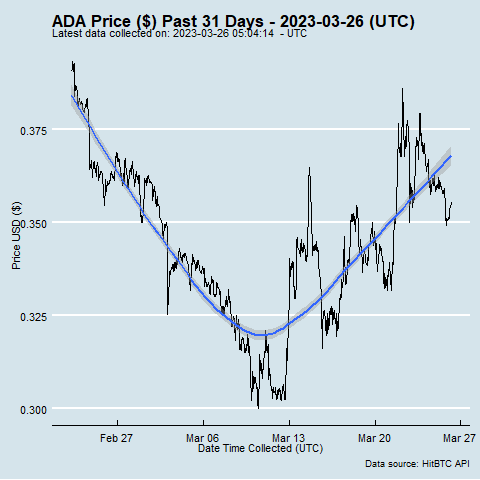 ADA Price ($) Past 31 Days - 2023-03-26 (UTC)
Latest data collected on: 2023-03-26 05:04:14  - UTC
0.375
0.350
0.325
0.300
Price USD ($)
Feb 27
Mar 06
Mar 13
Mar 20
Mar 27
Date Time Collected (UTC)
Data source: HitBTC API